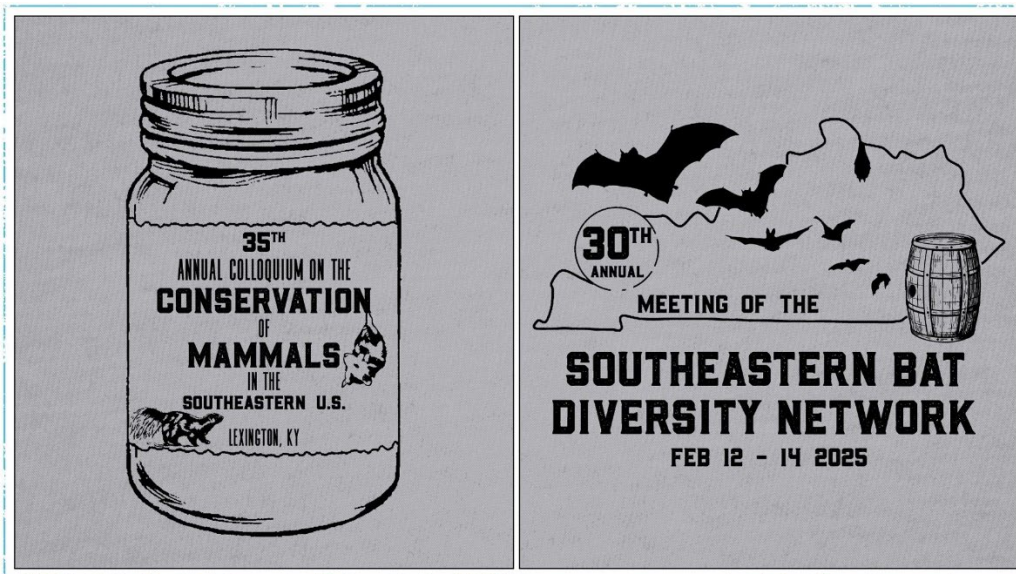 35TH
ANNUAL COLLOQUIUM ON THE
CONSERVATION
OF
MAMMALS
IN THE
SOUTHEASTERN U.S.
LEXINGTON, KY
30TH
ANNUAL
MEETING OF THE
SOUTHEASTERN BAT
DIVERSITY NETWORK
FEB 12 - 14 2025